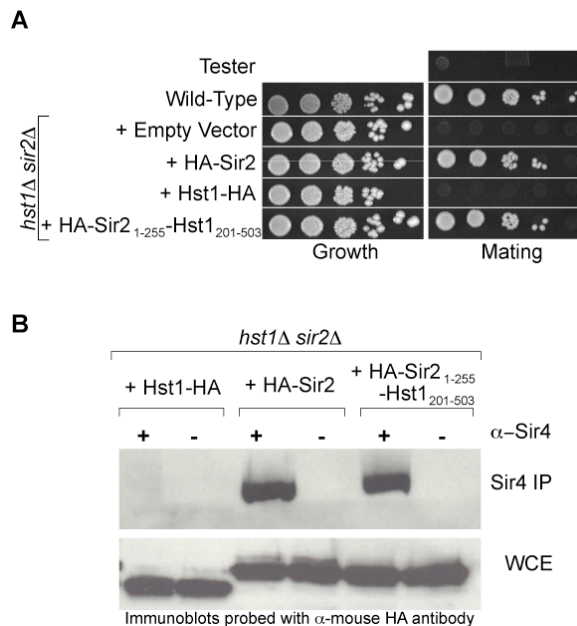 A
Tester
Wild-Type
hst1Δ sir2Δ
+ Empty Vector
+ HA-Sir2
+ Hst1-HA
+ HA-Sir2₁₋₂₅₅-Hst1₂₀₁₋₅₀₃
Growth
Mating
B
hst1Δ sir2Δ
+ Hst1-HA
+ HA-Sir2
+ HA-Sir2₁₋₂₅₅
-Hst1₂₀₁₋₅₀₃
+ - + - + - α–Sir4
Sir4 IP
WCE
Immunoblots probed with α-mouse HA antibody